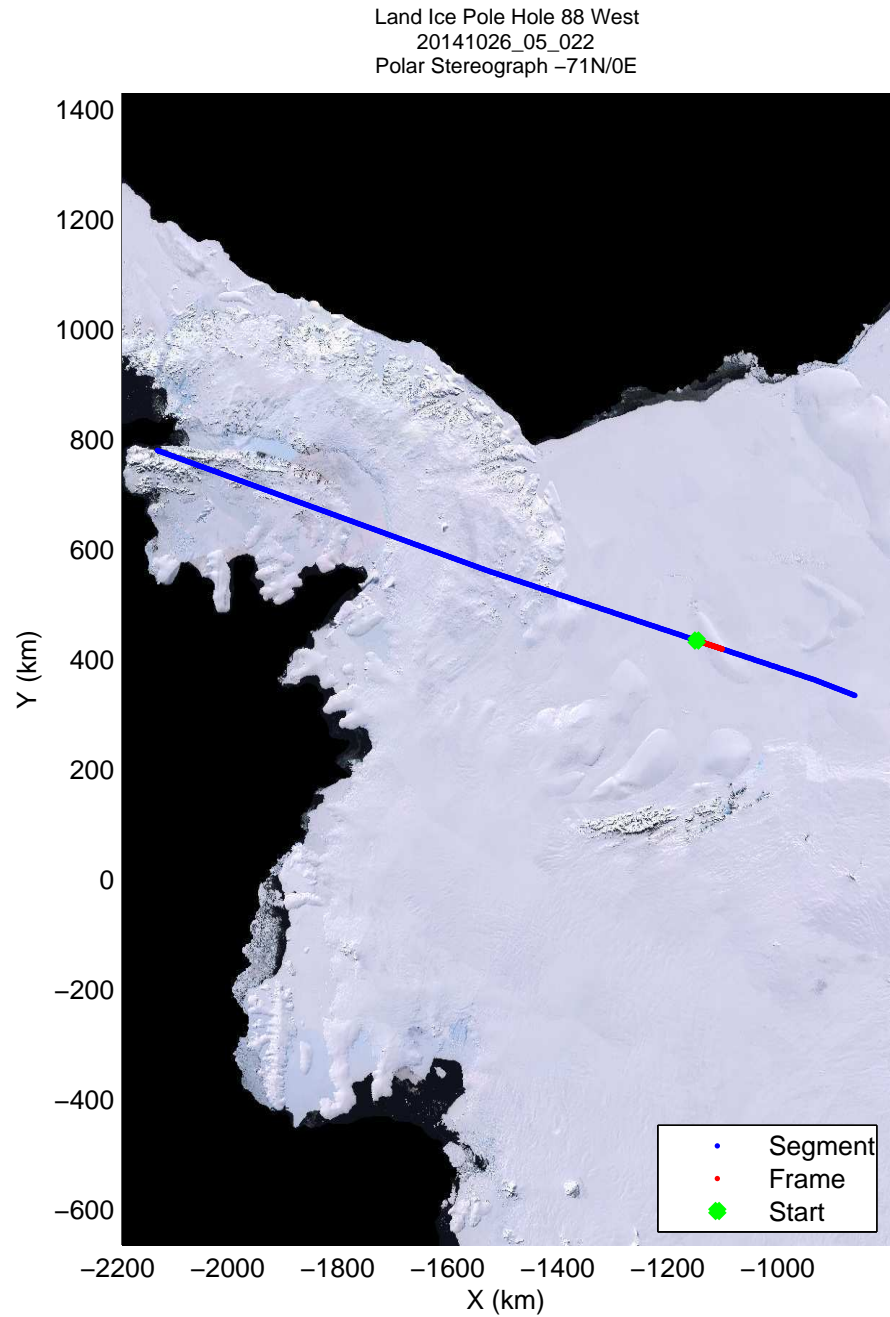 Land Ice Pole Hole 88 West
20141026_05_022
Polar Stereograph −71N/0E
1400
1200
1000
800
600
400
200
0
−200
−400
−600
Y (km)
−2200 −2000 −1800 −1600 −1400 −1200 −1000
X (km)
Segment
Frame
Start